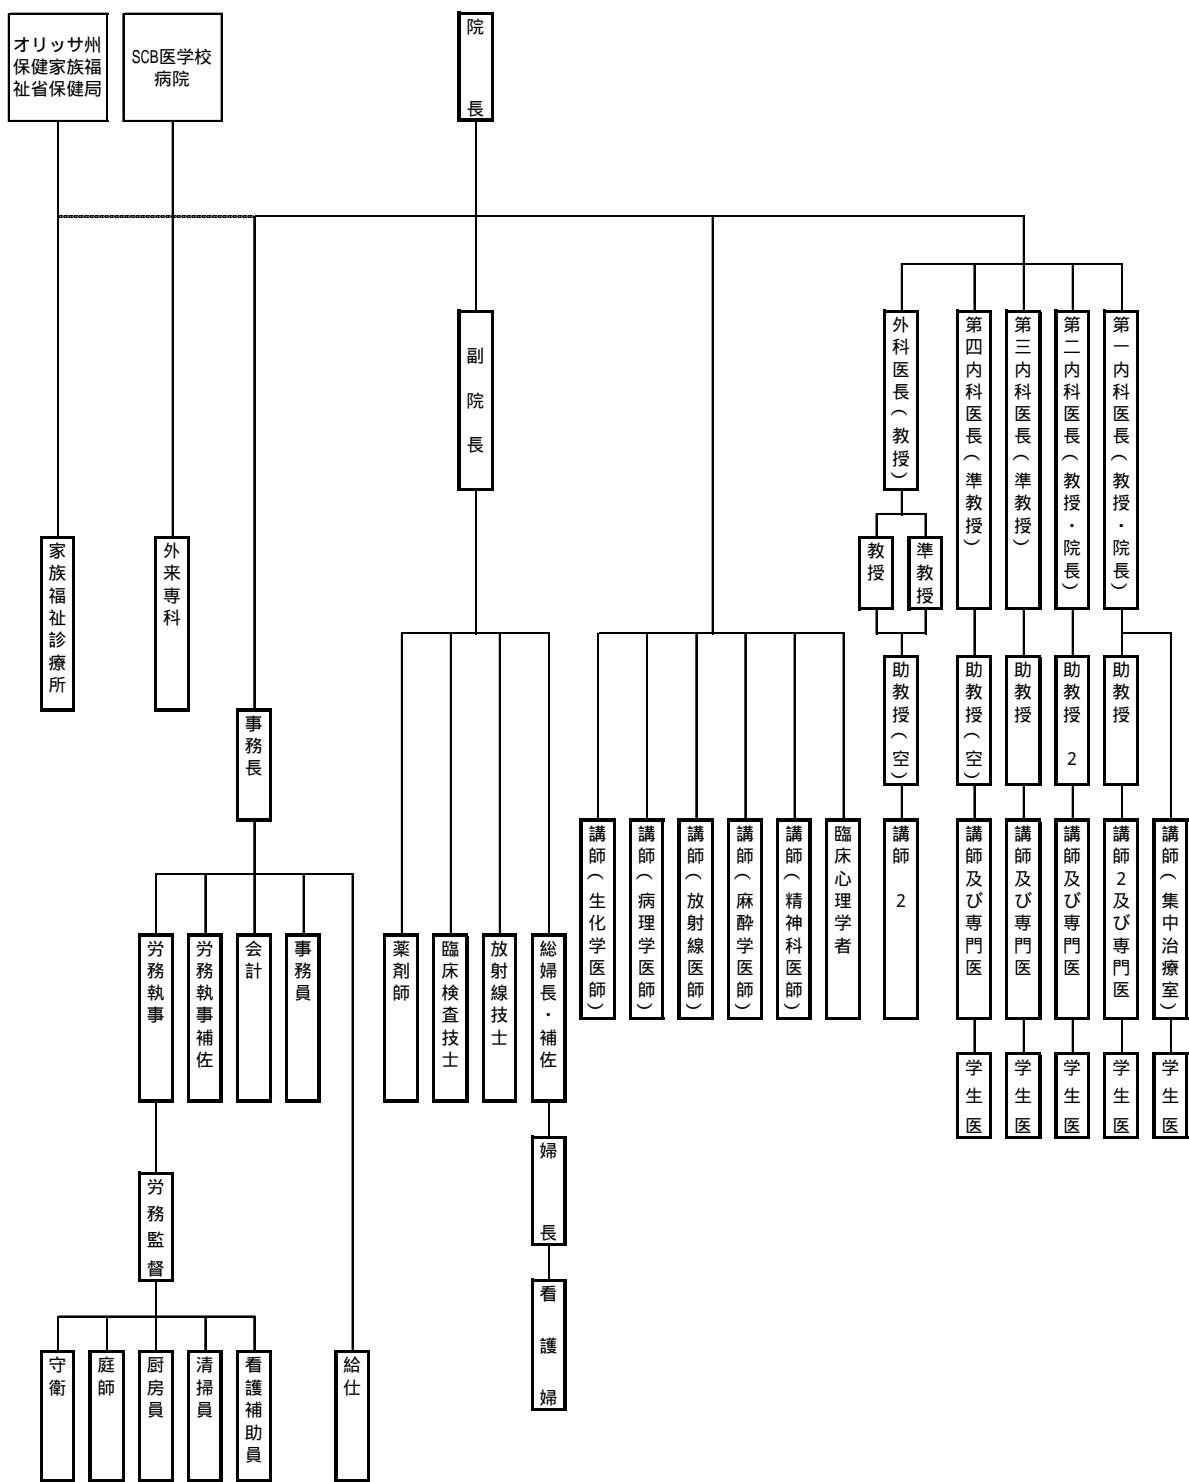 オリッサ州
保健家族福
祉省保健局
SCB医学校
病院
院長
副院長
外科医長（教授）
第四内科医長（準教授）
第三内科医長（準教授）
第二内科医長（教授・院長）
第一内科医長（教授・院長）
教授
準教授
家族福祉診療所
外来専科
助教授（空）
助教授（空）
助教授
助教授 2
助教授
事務長
講師（生化学医師）
講師（病理学医師）
講師（放射線医師）
講師（麻酔学医師）
講師（精神科医師）
臨床心理学者
講師 2
講師及び専門医
講師及び専門医
講師及び専門医
講師2及び専門医
講師（集中治療室）
労務執事
労務執事補佐
会計
事務員
薬剤師
臨床検査技士
放射線技士
総婦長・補佐
学生医
学生医
学生医
学生医
学生医
婦長
労務監督
看護婦
守衛
庭師
厨房員
清掃員
看護補助員
給仕